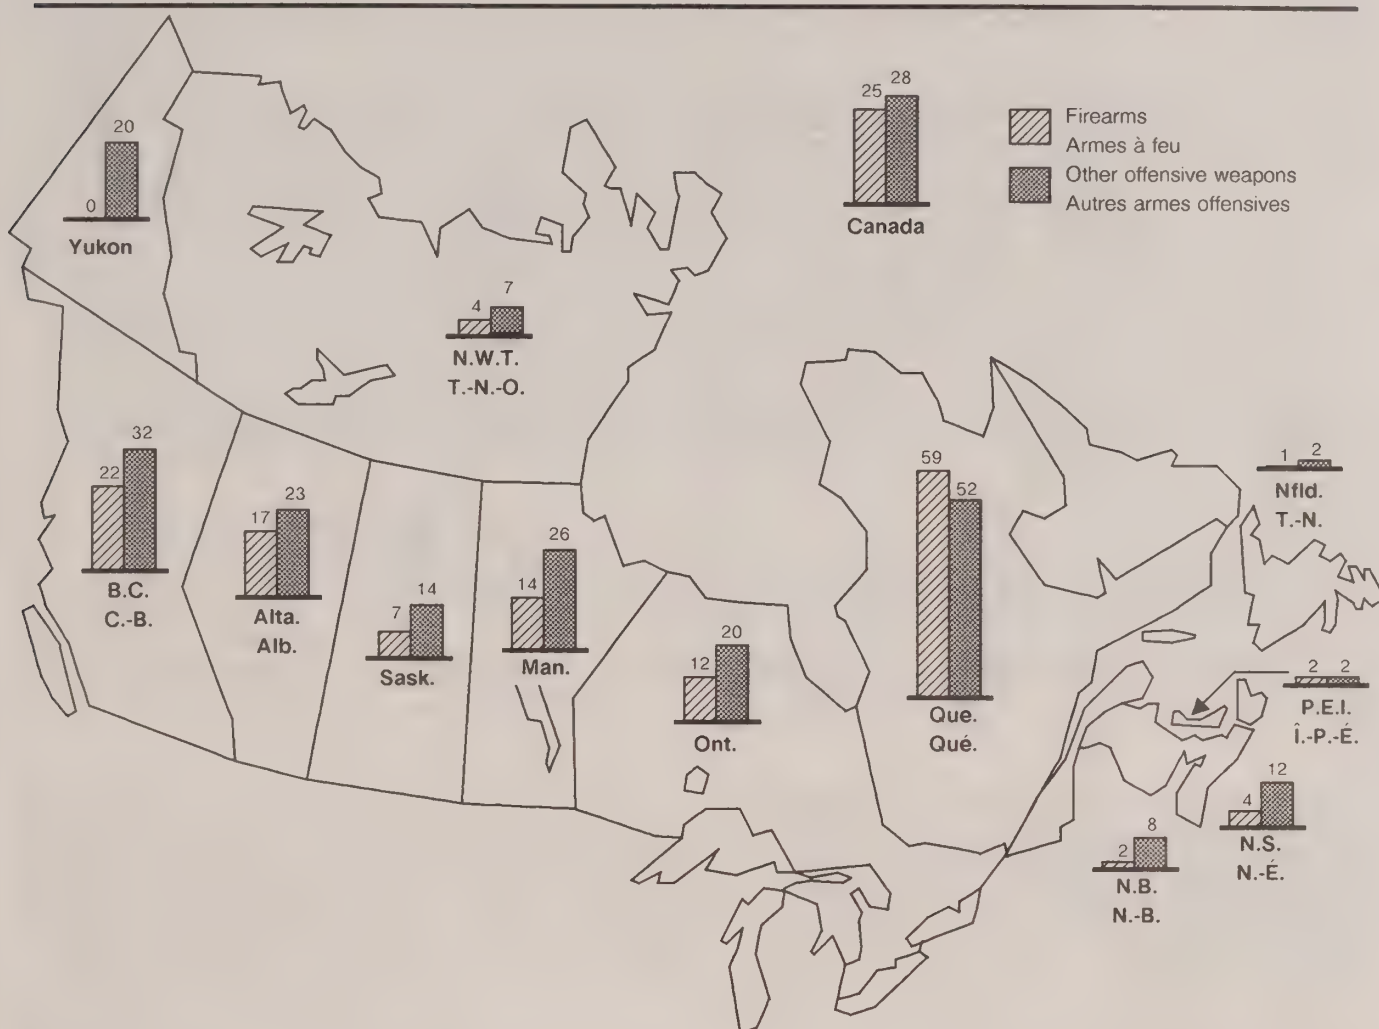 20
0
Yukon
25 28
Canada
Firearms
Armes à feu
Other offensive weapons
Autres armes offensives
4 7
N.W.T.
T.-N.-O.
22 32
B.C.
C.-B.
17 23
Alta.
Alb.
7 14
Sask.
14 26
Man.
12 20
Ont.
59 52
Que.
Qué.
1 2
Nfld.
T.-N.
2 2
P.E.I.
Î.-P.-É.
4 12
N.S.
N.-É.
2 8
N.B.
N.-B.